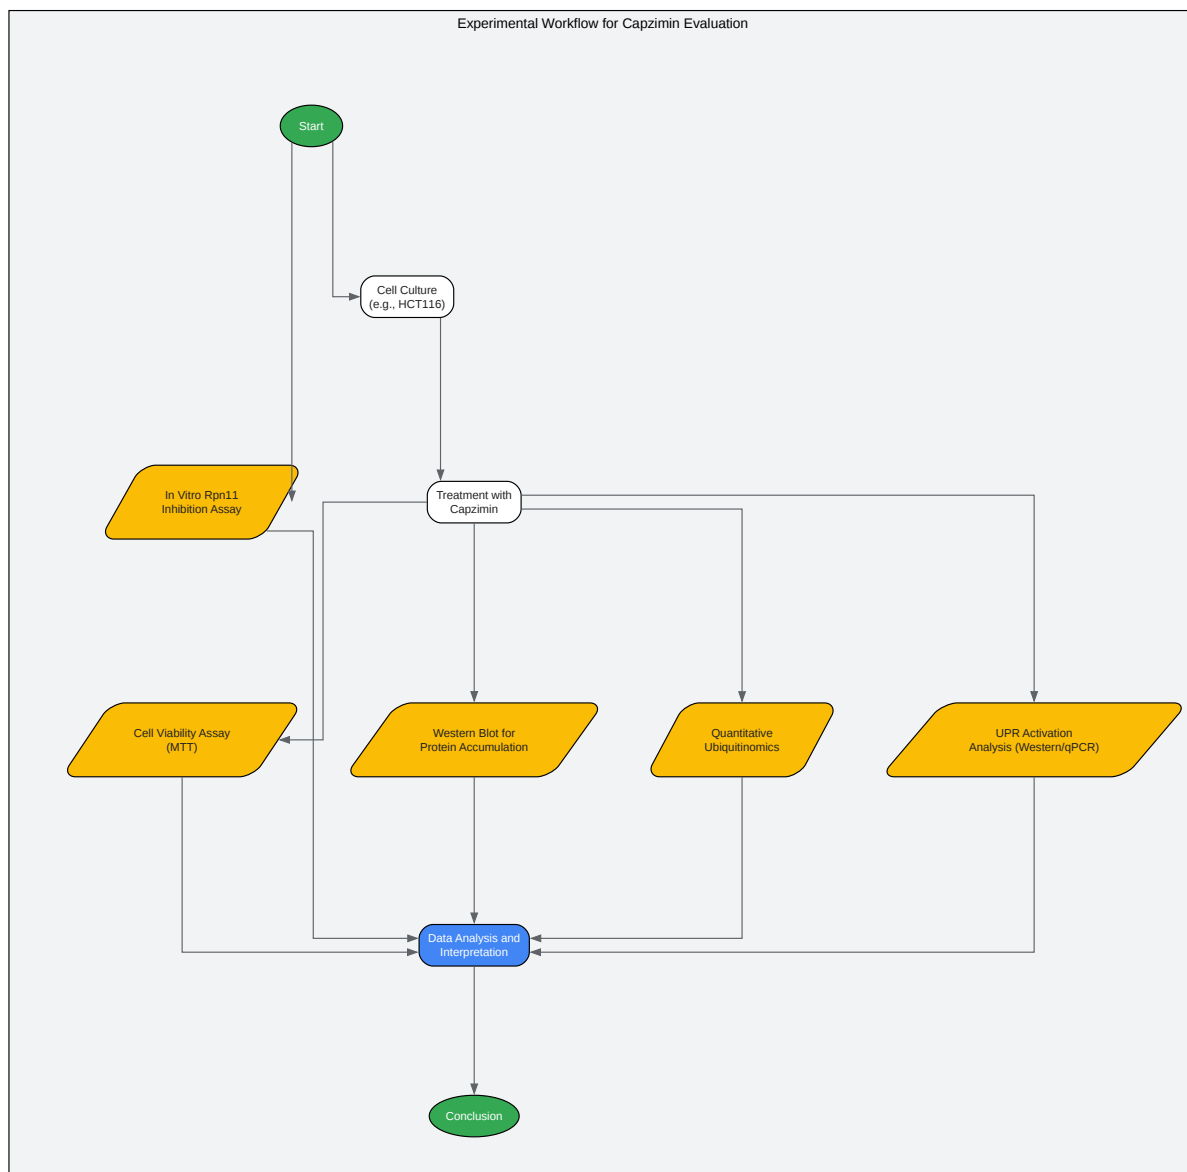 Experimental Workflow for Capzimin Evaluation
Start
Cell Culture
(e.g., HCT116)
In Vitro Rpn11
Inhibition Assay
Treatment with
Capzimin
Cell Viability Assay
(MTT)
Western Blot for
Protein Accumulation
Quantitative
Ubiquitinomics
UPR Activation
Analysis (Western/qPCR)
Data Analysis and
Interpretation
Conclusion